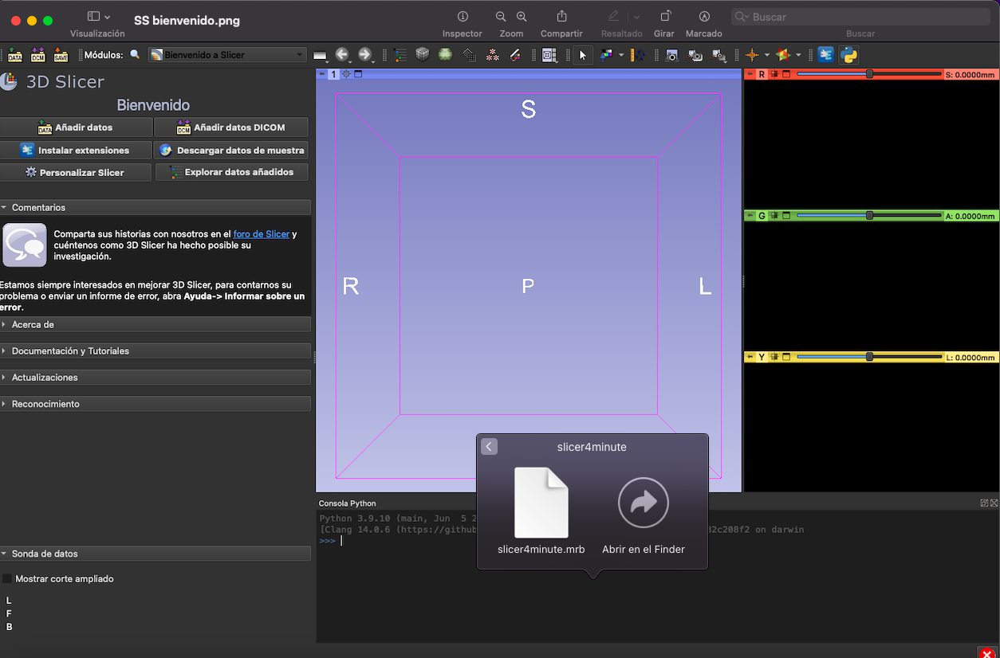 SS bienvenido.png
Visualización
Inspector
Zoom
Compartir
Resaltado
Girar
Marcado
Buscar
Buscar
DATA
DCM
SAVE
Módulos:
Bienvenido a Slicer
3D Slicer
Bienvenido
DATA Añadir datos
DCM Añadir datos DICOM
Instalar extensiones
Descargar datos de muestra
Personalizar Slicer
Explorar datos añadidos
Comentarios
Comparta sus historias con nosotros en el foro de Slicer y
cuéntenos como 3D Slicer ha hecho posible su
investigación.
Estamos siempre interesados en mejorar 3D Slicer, para contarnos su
problema o enviar un informe de error, abra Ayuda-> Informar sobre un
error.
Acerca de
Documentación y Tutoriales
Actualizaciones
Reconocimiento
Sonda de datos
Mostrar corte ampliado
L
F
B
1
S
R
P
L
R
S: 0.0000mm
G
A: 0.0000mm
Y
L: 0.0000mm
Consola Python
Python 3.9.10 (main, Jun 5 2
[Clang 14.0.6 (https://github
32c208f2 on darwin
>>>
slicer4minute
slicer4minute.mrb
Abrir en el Finder